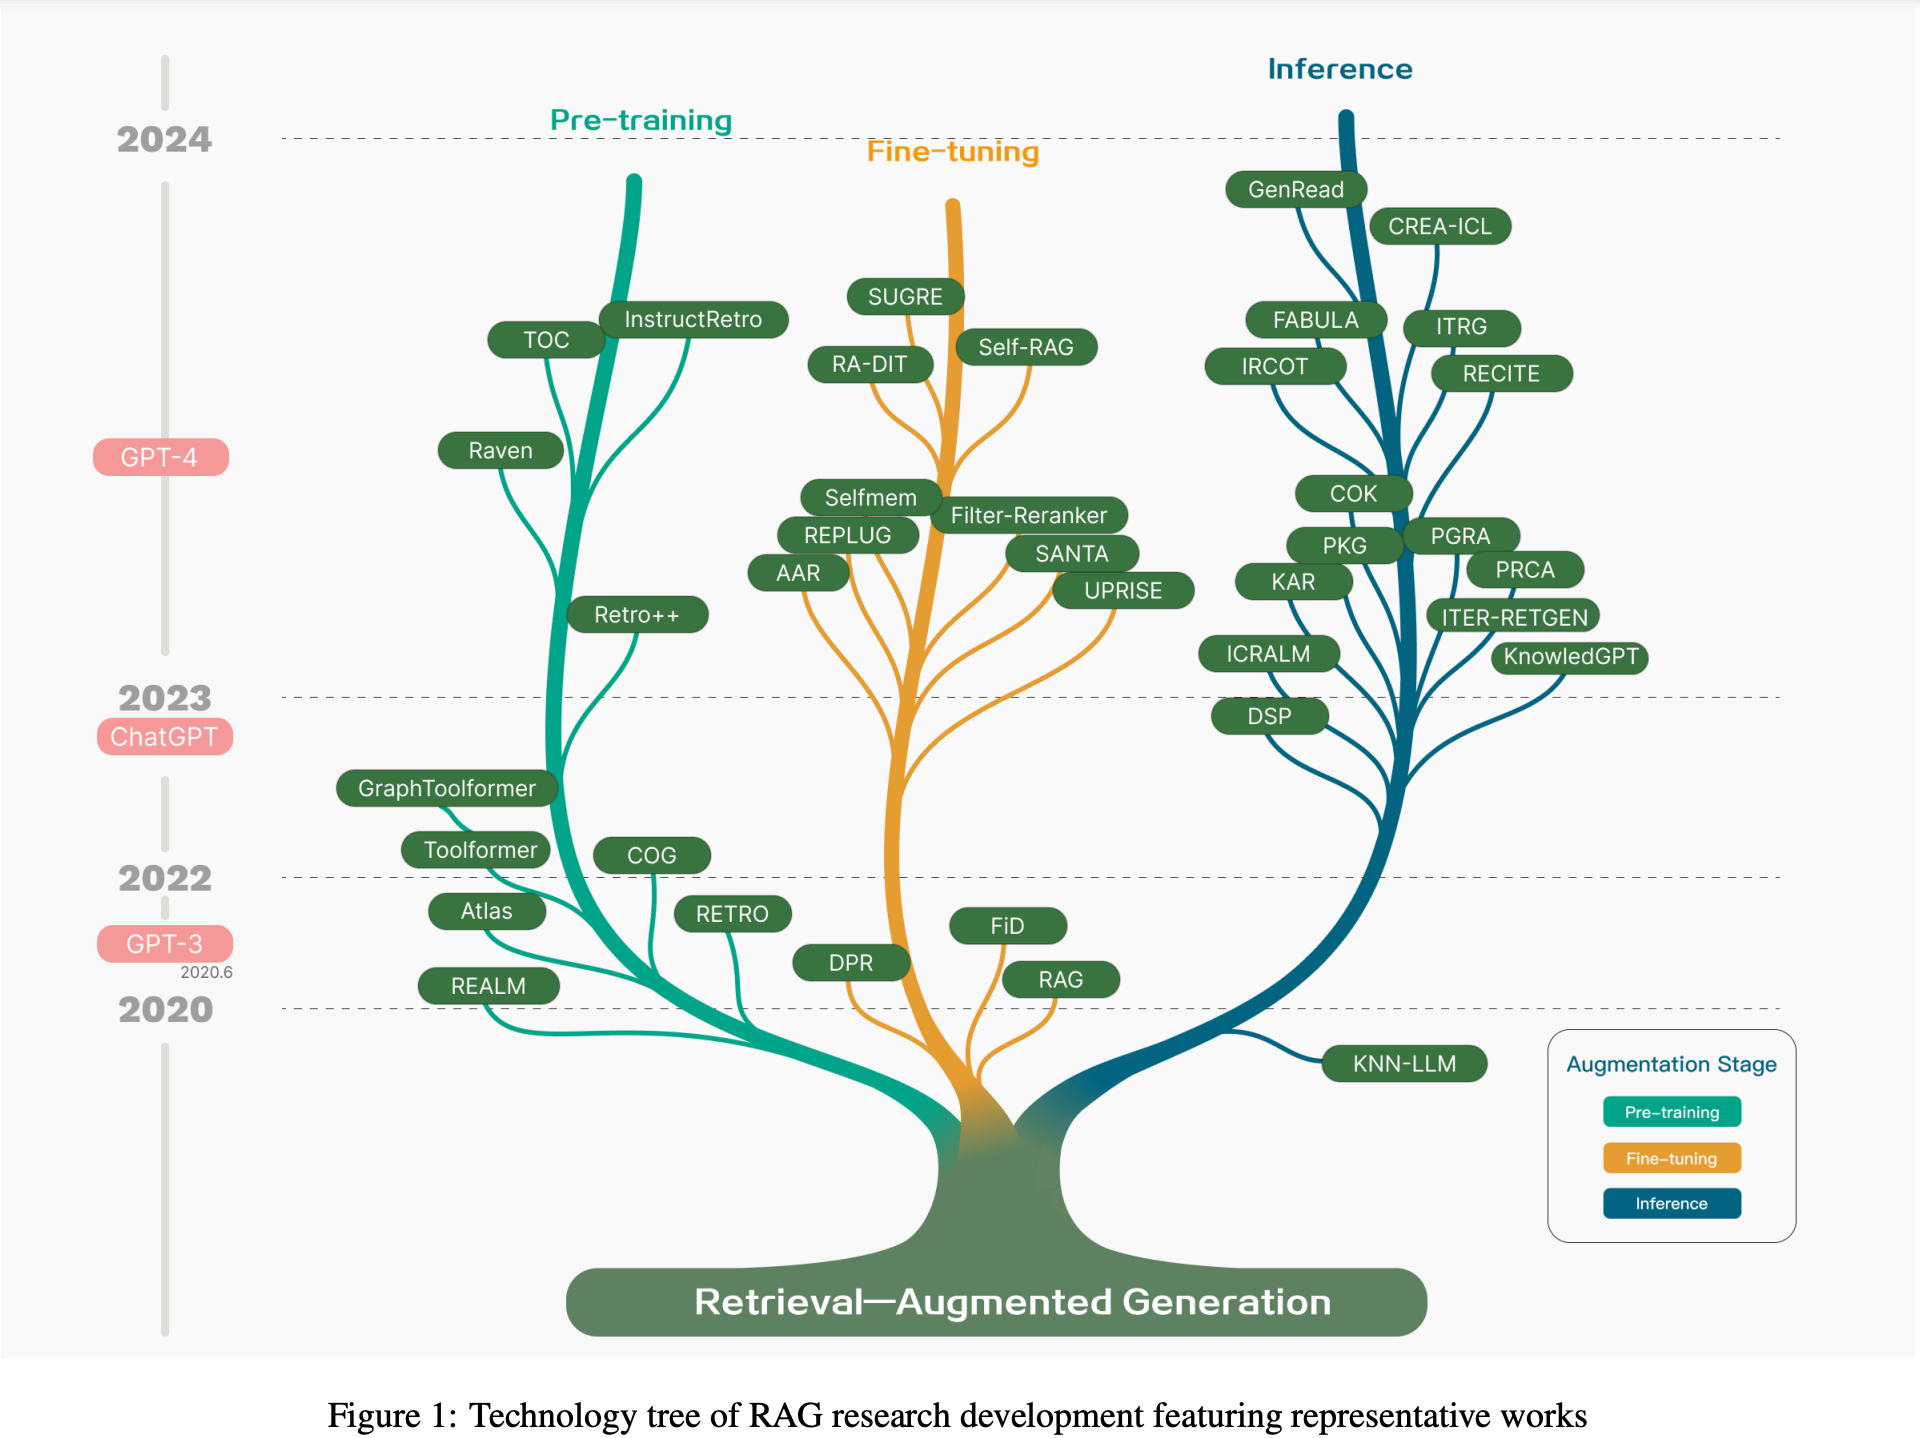 Inference
Pre-training
2024
Fine-tuning
GenRead
CREA-ICL
SUGRE
InstructRetro
FABULA
ITRG
TOC
Self-RAG
RA-DIT
IRCOT
RECITE
Raven
GPT-4
Selfmem
COK
Filter-Reranker
REPLUG
PGRA
PKG
SANTA
AAR
PRCA
KAR
UPRISE
Retro++
ITER-RETGEN
ICRALM
KnowledGPT
2023
DSP
ChatGPT
GraphToolformer
Toolformer
COG
2022
Atlas
RETRO
FiD
GPT-3
2020.6
DPR
RAG
REALM
2020
KNN-LLM
Augmentation Stage
Pre-training
Fine-tuning
Inference
Retrieval—Augmented Generation
Figure 1: Technology tree of RAG research development featuring representative works